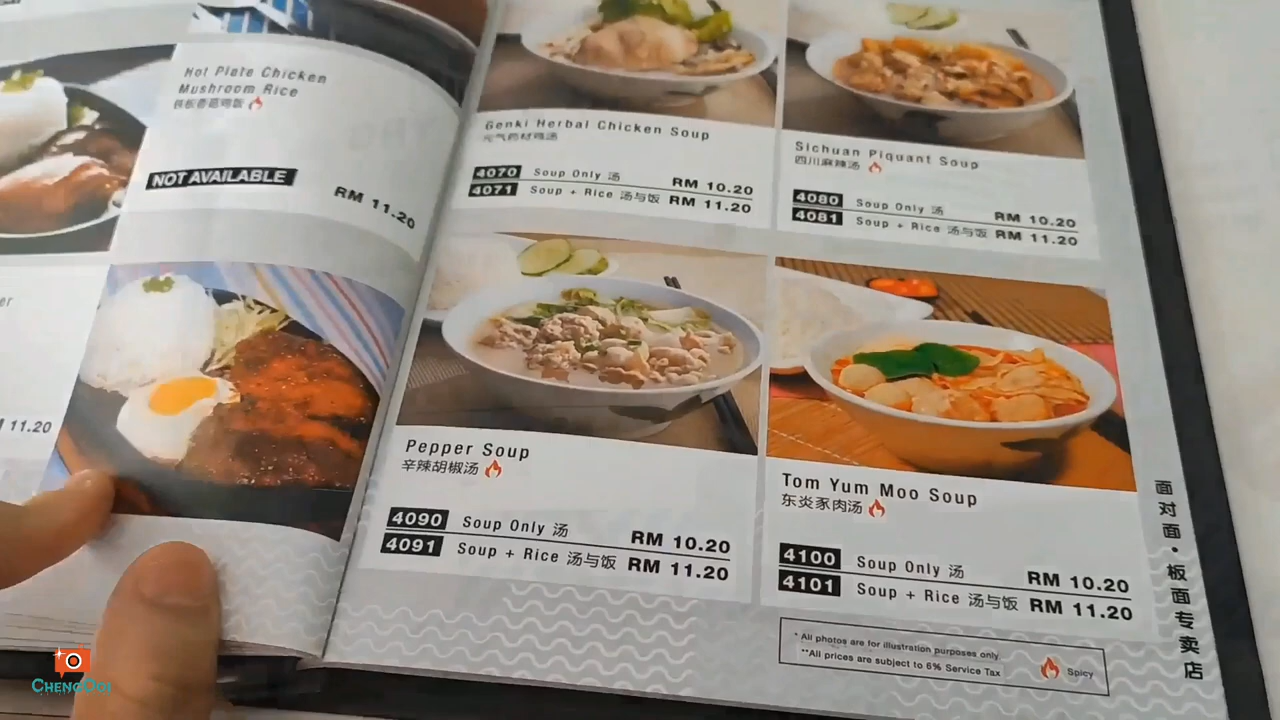 Hot Plate Chicken
Mushroom Rice
铁板香菇鸡饭
NOT AVAILABLE
RM 11.20
11.20
Genki Herbal Chicken Soup
元气药材鸡汤
4070 Soup Only 汤 RM 10.20
4071 Soup + Rice 汤与饭 RM 11.20
Sichuan Piquant Soup
四川麻辣汤
4080 Soup Only 汤 RM 10.20
4081 Soup + Rice 汤与饭 RM 11.20
Pepper Soup
辛辣胡椒汤
4090 Soup Only 汤 RM 10.20
4091 Soup + Rice 汤与饭 RM 11.20
Tom Yum Moo Soup
东炎豕肉汤
4100 Soup Only 汤 RM 10.20
4101 Soup + Rice 汤与饭 RM 11.20
* All photos are for illustration purposes only
**All prices are subject to 6% Service Tax
Spicy
面对面·板面专卖店
CHENGOOI